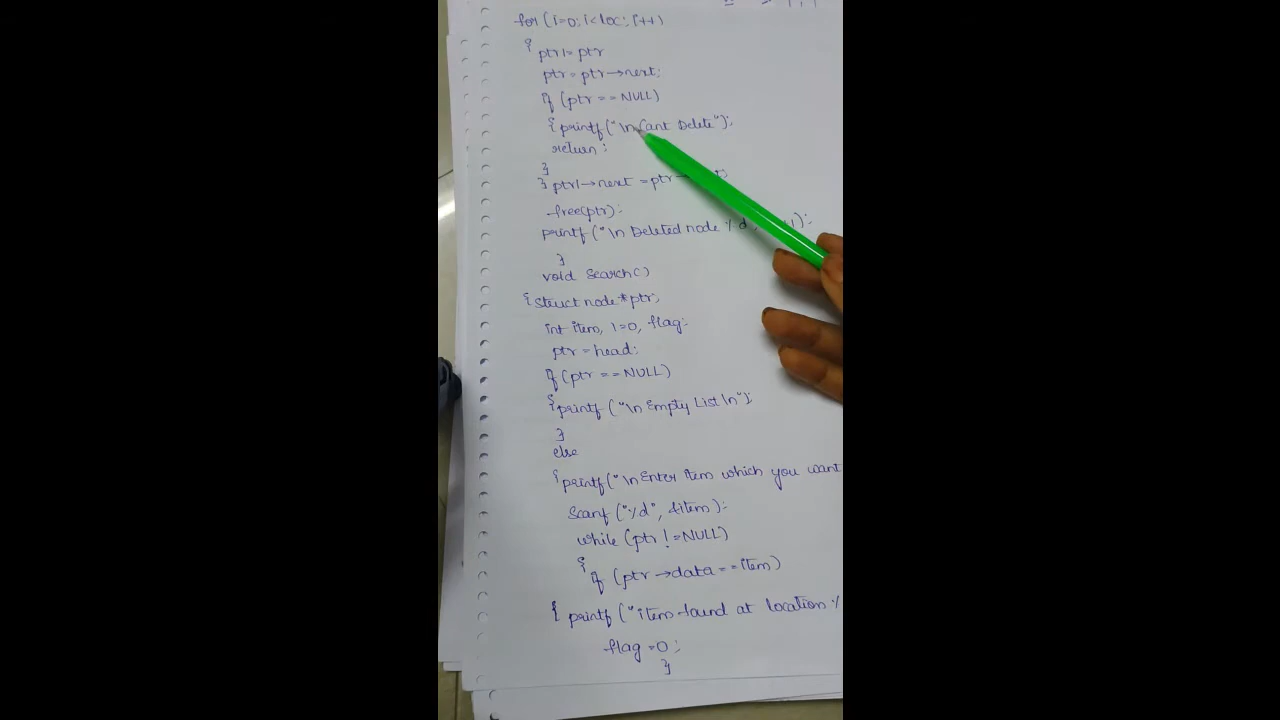 for (i=0; i<loc; i++)
{ ptr1=ptr
ptr = ptr→next;
if (ptr == NULL)
{ printf("\n Cant Delete");
return;
}
} ptr1→next = ptr
free(ptr);
printf("\n Deleted node %d
}
void search()
{ struct node *ptr;
int item, i=0, flag;
ptr = head;
if (ptr == NULL)
{ printf ("\n Empty List \n");
}
else
{ printf("\n Enter item which you want
scanf ("%d", &item);
while (ptr != NULL)
{
if (ptr →data == item)
{ printf ("item found at location %
flag =0;
}